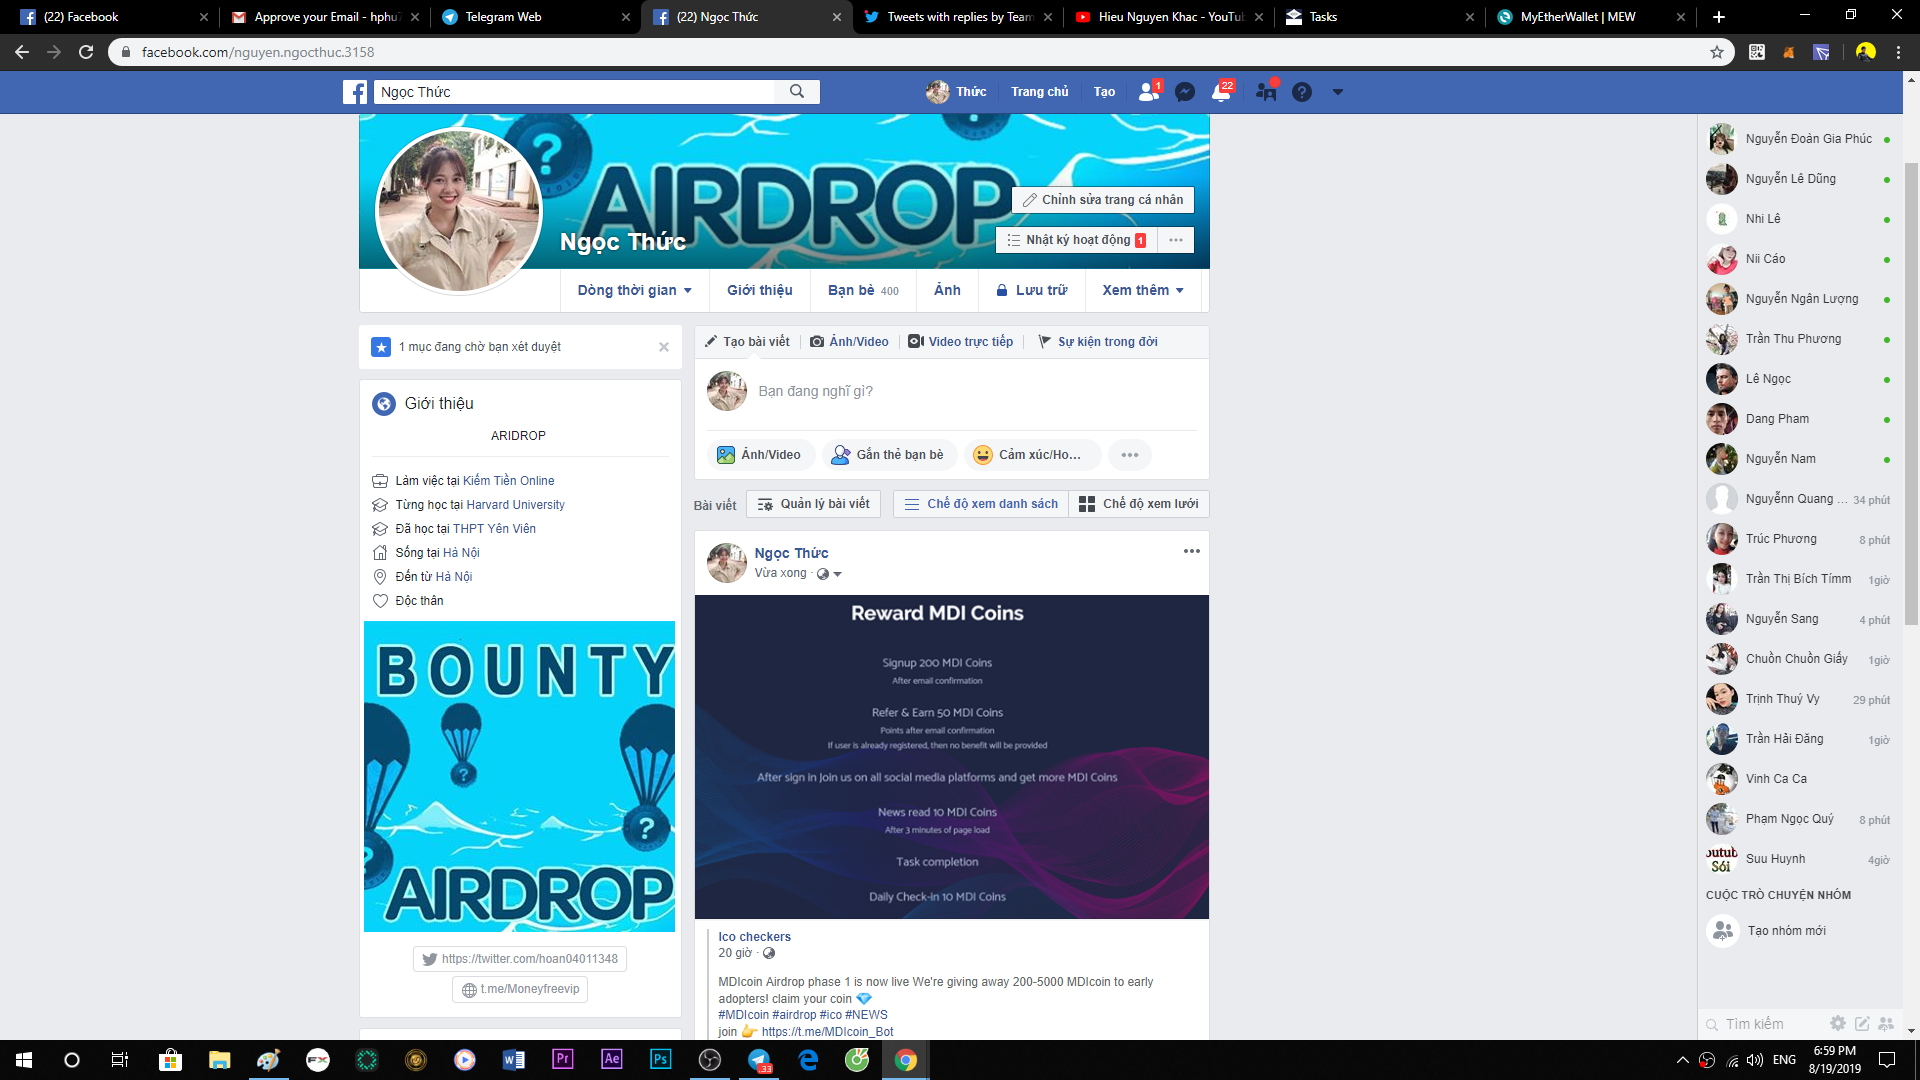 (22) Facebook
Approve your Email - hphu7
Telegram Web
(22) Ngọc Thức
Tweets with replies by Team
Hieu Nguyen Khac - YouTub
Tasks
MyEtherWallet | MEW
facebook.com/nguyen.ngocthuc.3158
Ngọc Thức
Thức
Trang chủ
Tạo
1
22
AIRDROP
Ngọc Thức
Chỉnh sửa trang cá nhân
Nhật ký hoạt động 1
Dòng thời gian
Giới thiệu
Bạn bè 400
Ảnh
Lưu trữ
Xem thêm
1 mục đang chờ bạn xét duyệt
Giới thiệu
ARIDROP
Làm việc tại Kiếm Tiền Online
Từng học tại Harvard University
Đã học tại THPT Yên Viên
Sống tại Hà Nội
Đến từ Hà Nội
Độc thân
BOUNTY
AIRDROP
https://twitter.com/hoan04011348
t.me/Moneyfreevip
Tạo bài viết
Ảnh/Video
Video trực tiếp
Sự kiện trong đời
Bạn đang nghĩ gì?
Ảnh/Video
Gắn thẻ bạn bè
Cảm xúc/Ho...
Bài viết
Quản lý bài viết
Chế độ xem danh sách
Chế độ xem lưới
Ngọc Thức
Vừa xong ·
Reward MDI Coins
Signup 200 MDI Coins
After email confirmation
Refer & Earn 50 MDI Coins
Points after email confirmation
If user is already registered, then no benefit will be provided
After sign in Join us on all social media platforms and get more MDI Coins
News read 10 MDI Coins
After 3 minutes of page load
Task completion
Daily Check-in 10 MDI Coins
Ico checkers
20 giờ ·
MDIcoin Airdrop phase 1 is now live We're giving away 200-5000 MDIcoin to early
adopters! claim your coin 💎
#MDIcoin #airdrop #ico #NEWS
join 👉 https://t.me/MDIcoin_Bot
Nguyễn Đoàn Gia Phúc
Nguyễn Lê Dũng
Nhi Lê
Nii Cáo
Nguyễn Ngân Lượng
Trần Thu Phương
Lê Ngọc
Dang Pham
Nguyễn Nam
Nguyễnn Quang ... 34 phút
Trúc Phương 8 phút
Trần Thị Bích Tímm 1giờ
Nguyễn Sang 4 phút
Chuồn Chuồn Giấy 1giờ
Trịnh Thuý Vy 29 phút
Trần Hải Đăng 1giờ
Vinh Ca Ca
Phạm Ngọc Quý 8 phút
Suu Huynh 4giờ
CUỘC TRÒ CHUYỆN NHÓM
Tạo nhóm mới
Tìm kiếm
33
ENG
6:59 PM
8/19/2019